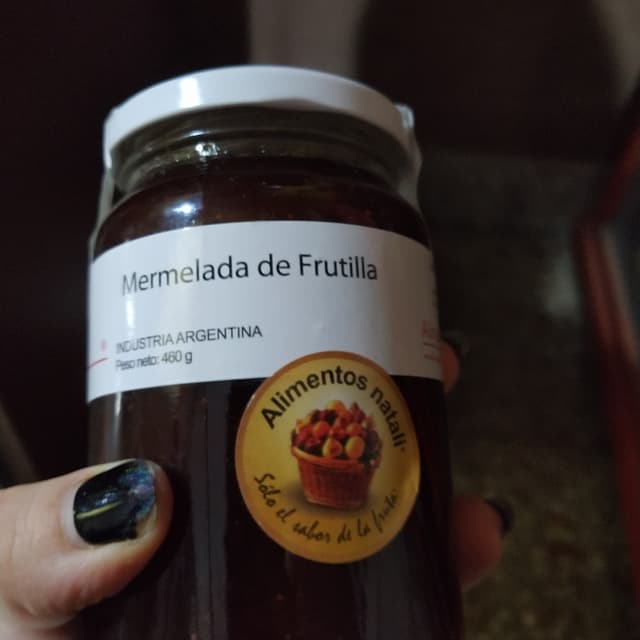 Mermelada de Frutilla
INDUSTRIA ARGENTINA
Peso neto: 460 g
Alimentos natali
Sólo el sabor de la fruta